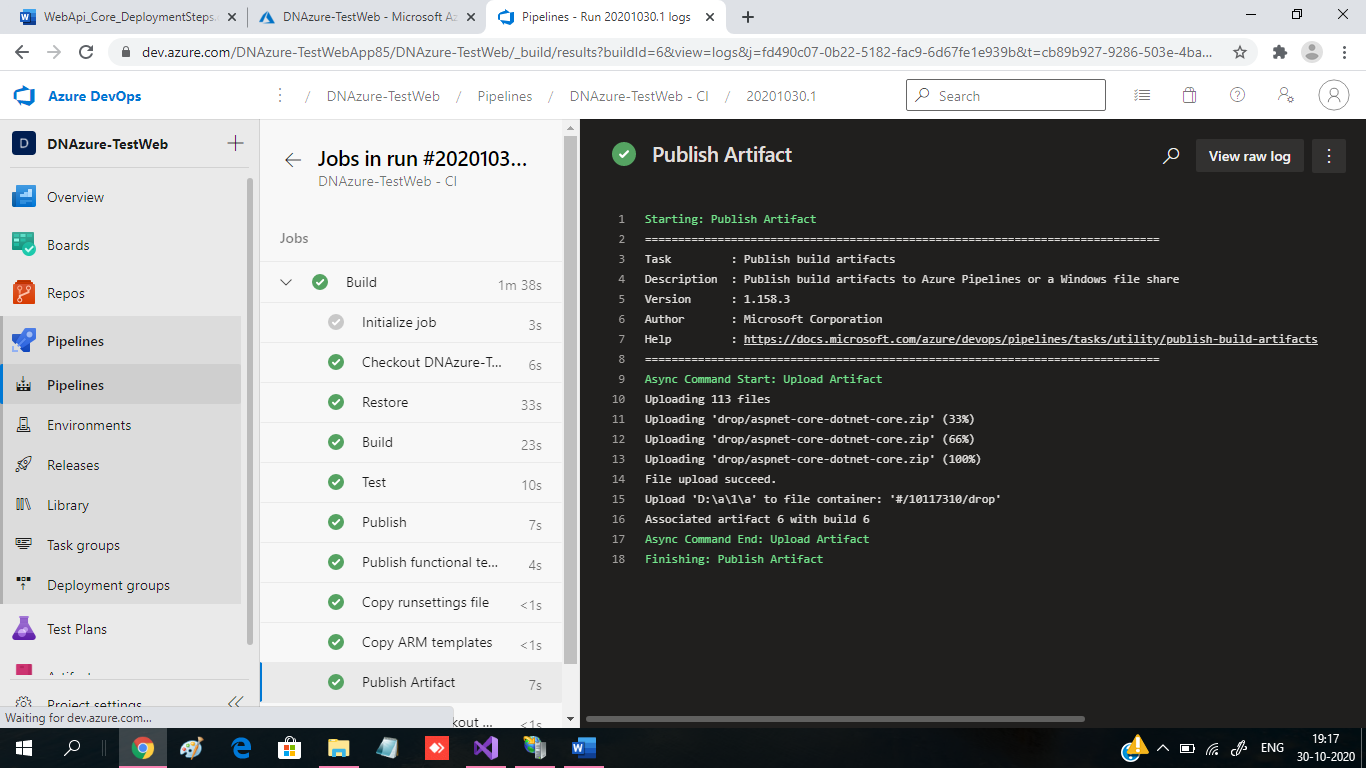 WebApi_Core_DeploymentSteps.
DNAzure-TestWeb - Microsoft Az
Pipelines - Run 20201030.1 logs
dev.azure.com/DNAzure-TestWebApp85/DNAzure-TestWeb/_build/results?buildId=6&view=logs&j=fd490c07-0b22-5182-fac9-6d67fe1e939b&t=cb89b927-9286-503e-4ba...
Azure DevOps
/ DNAzure-TestWeb / Pipelines / DNAzure-TestWeb - CI / 20201030.1
Search
D DNAzure-TestWeb
Overview
Boards
Repos
Pipelines
Pipelines
Environments
Releases
Library
Task groups
Deployment groups
Test Plans
Project settings
Waiting for dev.azure.com...
Jobs in run #2020103...
DNAzure-TestWeb - CI
Jobs
Build 1m 38s
Initialize job 3s
Checkout DNAzure-T... 6s
Restore 33s
Build 23s
Test 10s
Publish 7s
Publish functional te... 4s
Copy runsettings file <1s
Copy ARM templates <1s
Publish Artifact 7s
kout ... <1s
Publish Artifact
View raw log
1 Starting: Publish Artifact
2 ==============================================================================
3 Task : Publish build artifacts
4 Description : Publish build artifacts to Azure Pipelines or a Windows file share
5 Version : 1.158.3
6 Author : Microsoft Corporation
7 Help : https://docs.microsoft.com/azure/devops/pipelines/tasks/utility/publish-build-artifacts
8 ==============================================================================
9 Async Command Start: Upload Artifact
10 Uploading 113 files
11 Uploading 'drop/aspnet-core-dotnet-core.zip' (33%)
12 Uploading 'drop/aspnet-core-dotnet-core.zip' (66%)
13 Uploading 'drop/aspnet-core-dotnet-core.zip' (100%)
14 File upload succeed.
15 Upload 'D:\a\1\a' to file container: '#/10117310/drop'
16 Associated artifact 6 with build 6
17 Async Command End: Upload Artifact
18 Finishing: Publish Artifact
ENG
19:17
30-10-2020